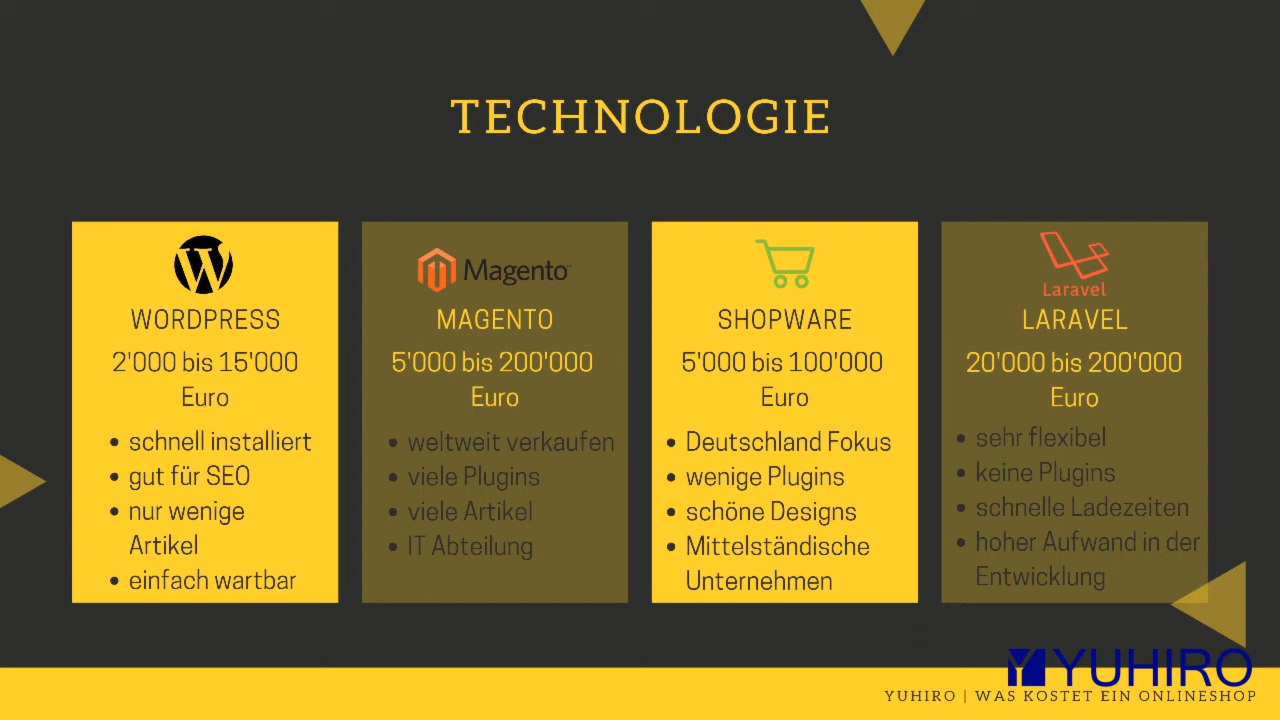 TECHNOLOGIE
WORDPRESS
2'000 bis 15'000
Euro
• schnell installiert
• gut für SEO
• nur wenige
Artikel
• einfach wartbar
Magento
MAGENTO
5'000 bis 200'000
Euro
• weltweit verkaufen
• viele Plugins
• viele Artikel
• IT Abteilung
SHOPWARE
5'000 bis 100'000
Euro
• Deutschland Fokus
• wenige Plugins
• schöne Designs
• Mittelständische
Unternehmen
Laravel
LARAVEL
20'000 bis 200'000
Euro
• sehr flexibel
• keine Plugins
• schnelle Ladezeiten
• hoher Aufwand in der
Entwicklung
YUHIRO
YUHIRO | WAS KOSTET EIN ONLINESHOP